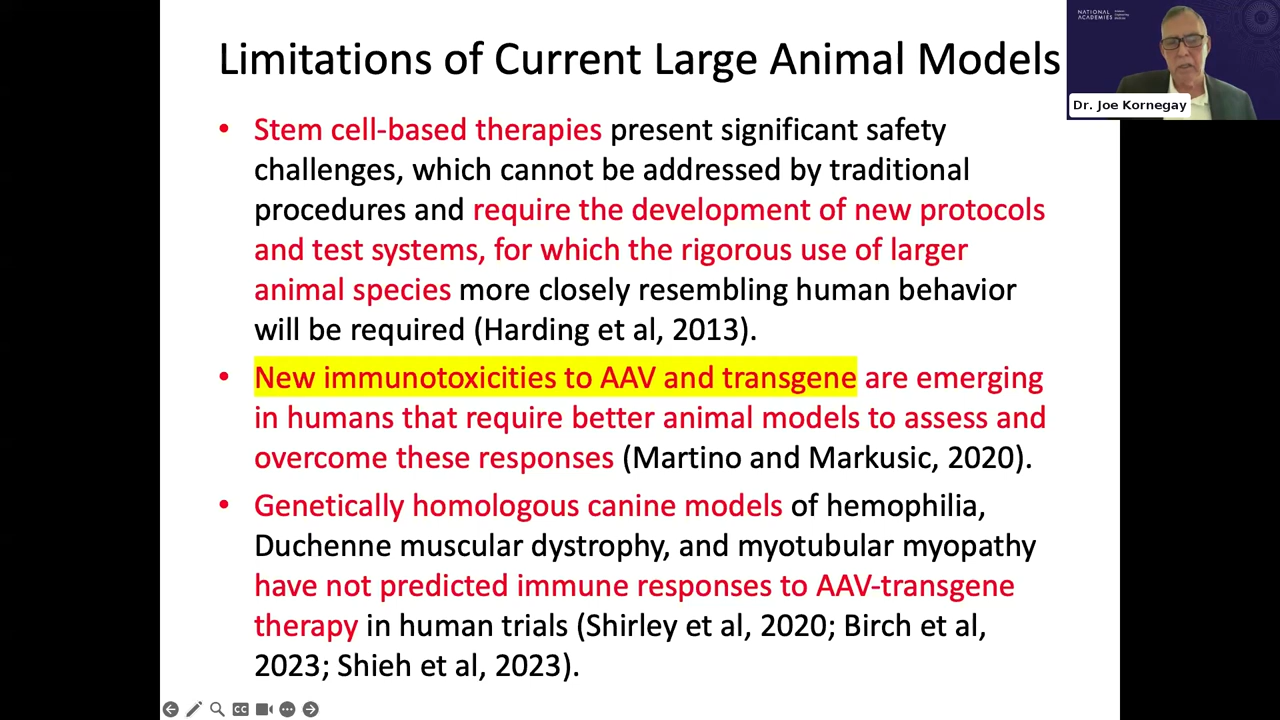 Limitations of Current Large Animal Models
• Stem cell-based therapies present significant safety
challenges, which cannot be addressed by traditional
procedures and require the development of new protocols
and test systems, for which the rigorous use of larger
animal species more closely resembling human behavior
will be required (Harding et al, 2013).
• New immunotoxicities to AAV and transgene are emerging
in humans that require better animal models to assess and
overcome these responses (Martino and Markusic, 2020).
• Genetically homologous canine models of hemophilia,
Duchenne muscular dystrophy, and myotubular myopathy
have not predicted immune responses to AAV-transgene
therapy in human trials (Shirley et al, 2020; Birch et al,
2023; Shieh et al, 2023).
NATIONAL
ACADEMIES
Sciences
Engineering
Medicine
Dr. Joe Kornegay
CC